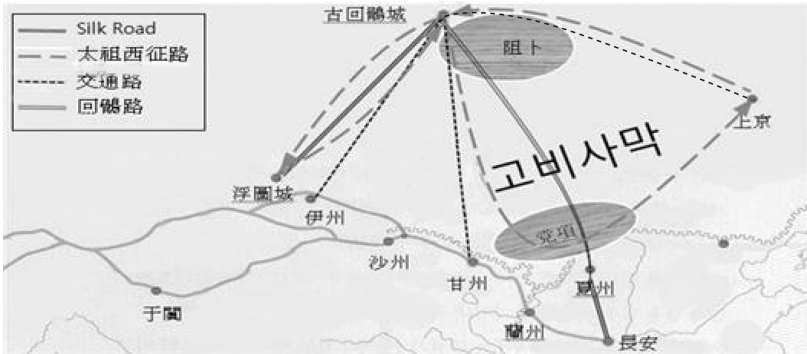 古回鶻城
Silk Road
太祖西征路
交通路
回鶻路
阻卜
上京
고비사막
浮圖城
伊州
党項
沙州
甘州
夏州
于闐
蘭州
長安